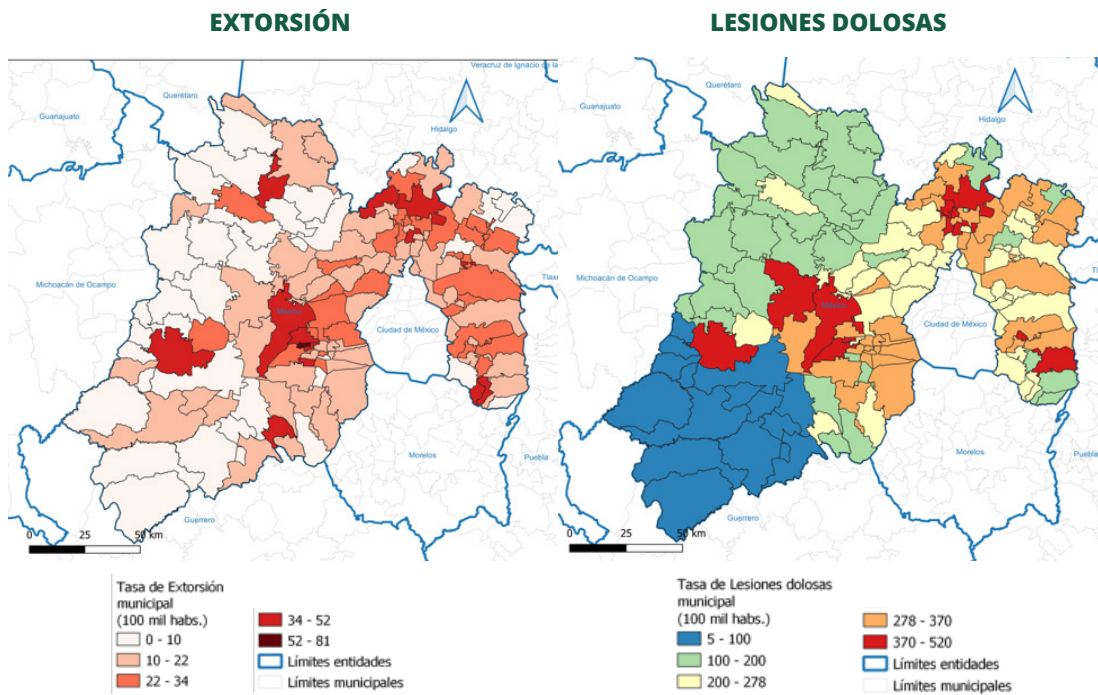 EXTORSIÓN
Veracruz de Ignacio de la
Querétaro
Guanajuato
Hidalgo
Michoacán de Ocampo
México
Tlaxc
Ciudad de México
Morelos
Puebla
Guerrero
0 25 50 km
Tasa de Extorsión
municipal
(100 mil habs.)
0 - 10
10 - 22
22 - 34
34 - 52
52 - 81
Límites entidades
Límites municipales
LESIONES DOLOSAS
Querétaro
Guanajuato
Hidalgo
Michoacán de Ocampo
México
Tl
Ciudad de México
Morelos
Puebla
Guerrero
0 25 50 km
Tasa de Lesiones dolosas
municipal
(100 mil habs.)
5 - 100
100 - 200
200 - 278
278 - 370
370 - 520
Límites entidades
Límites municipales